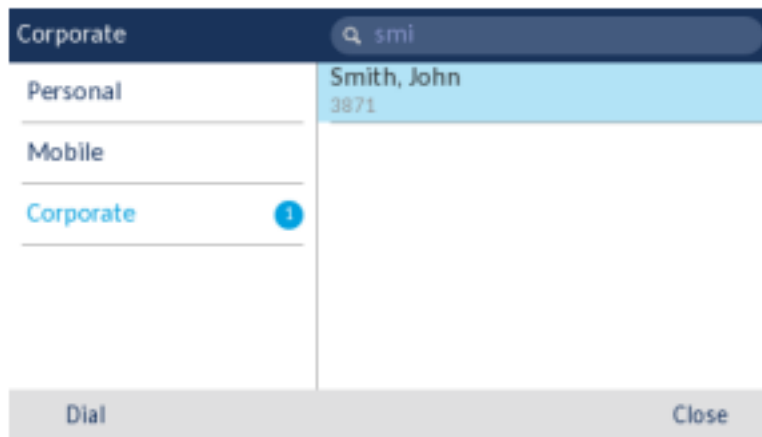 Corporate
smi
Personal
Mobile
Corporate 1
Smith, John
3871
Dial
Close